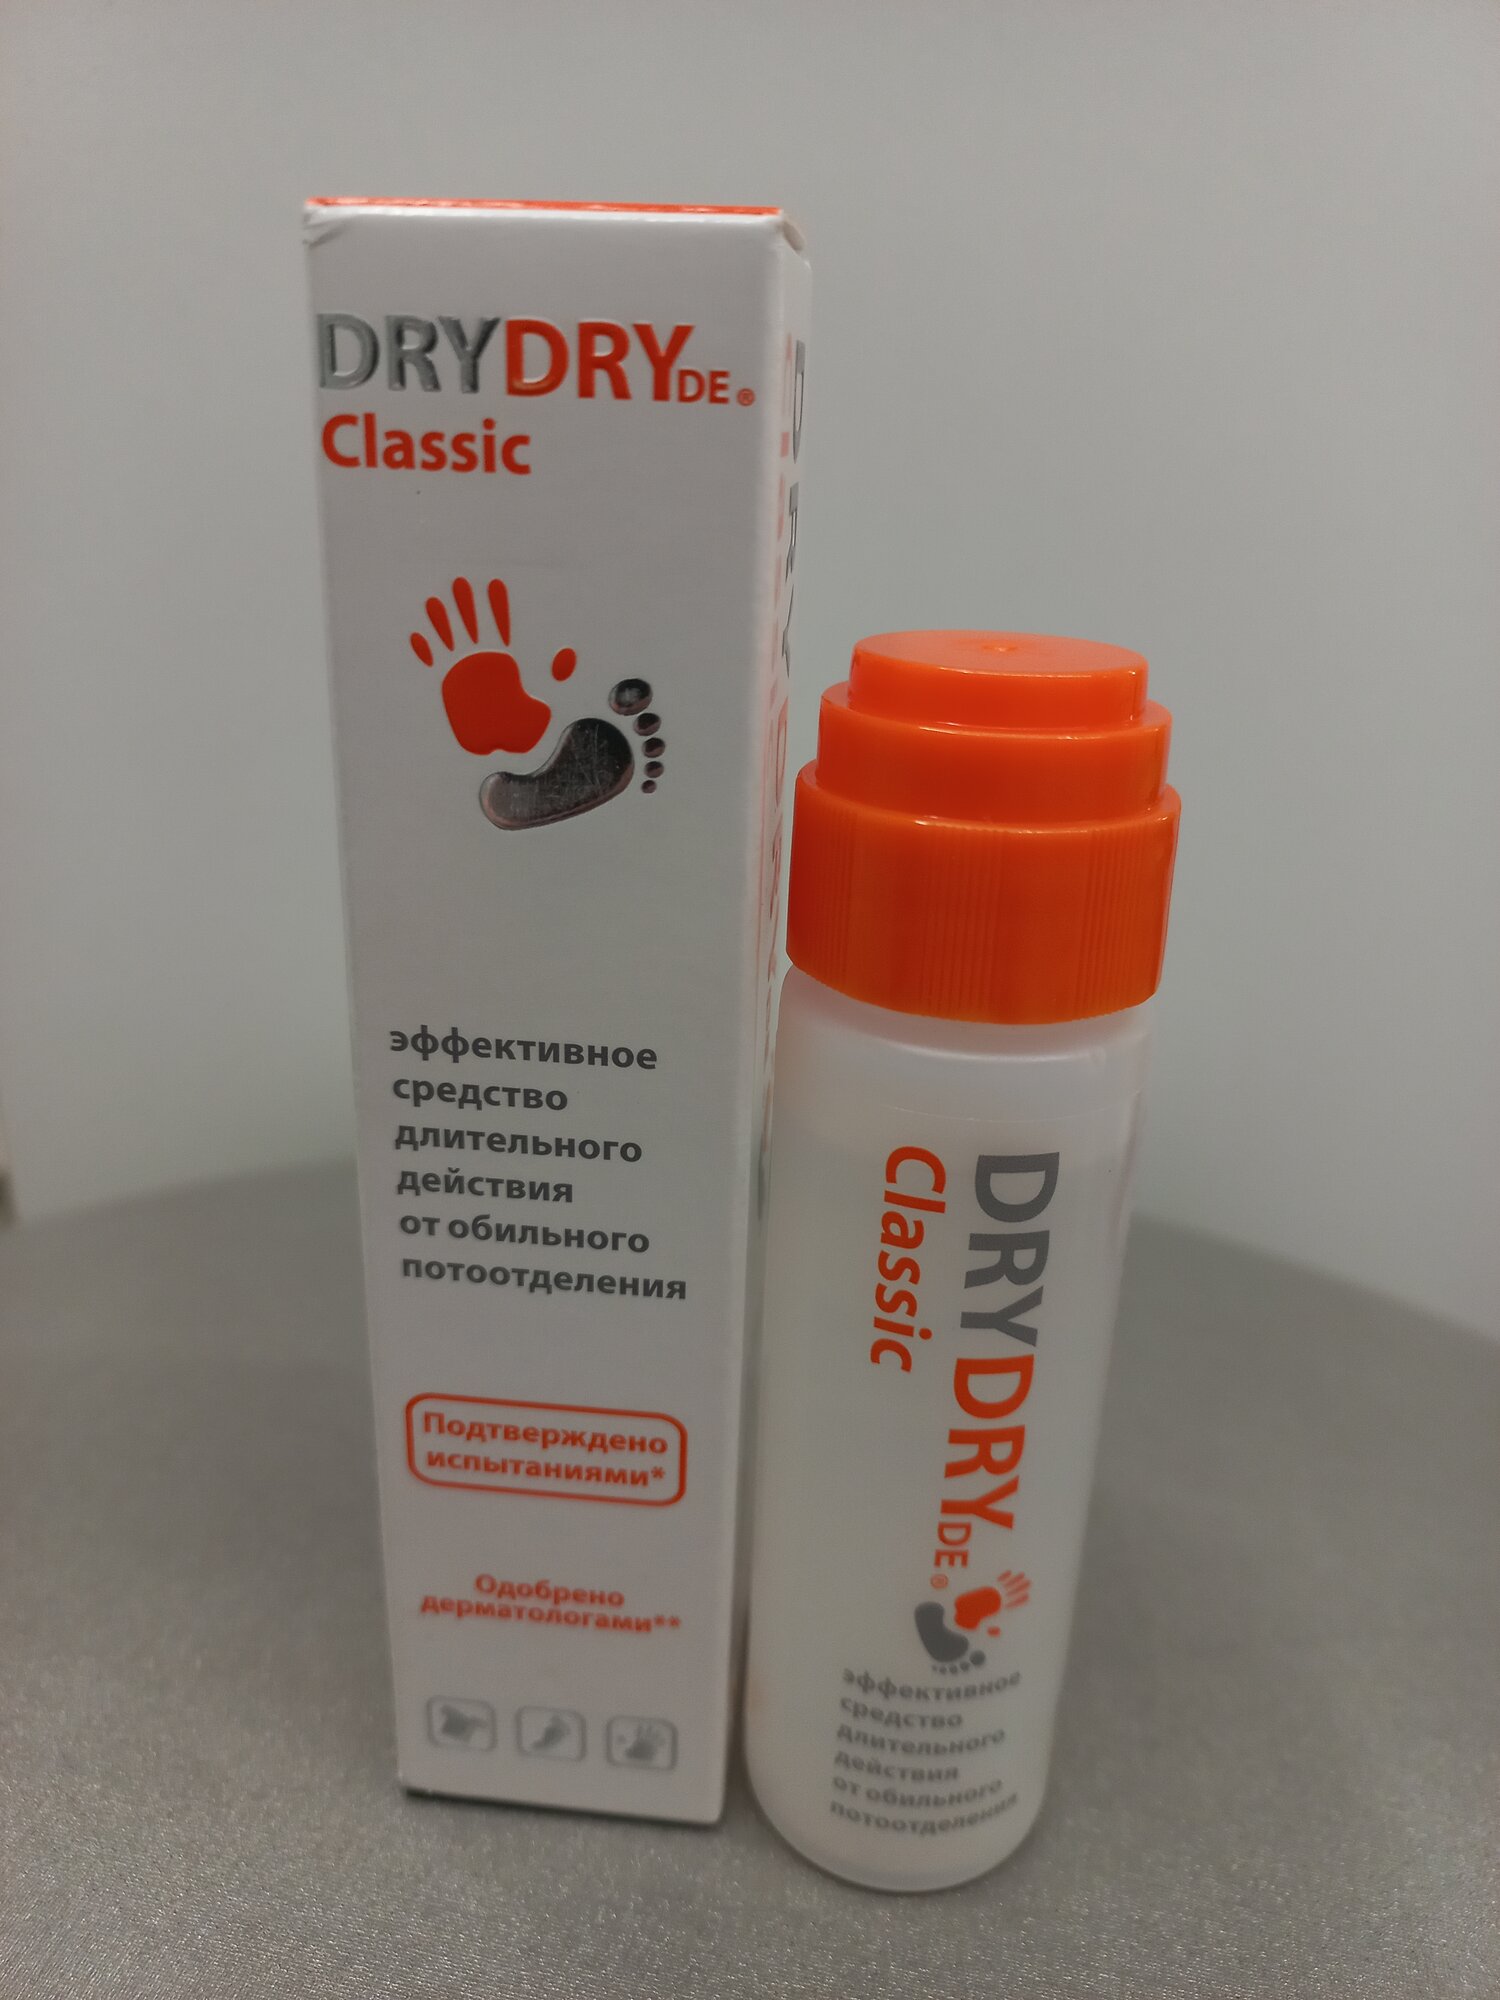 DRYDRYDE®
Classic
эффективное
средство
длительного
действия
от обильного
потоотделения
Подтверждено
испытаниями*
Одобрено
дерматологами**
DRYDRYDE®
Classic
эффективное
средство
длительного
действия
от обильного
потоотделения